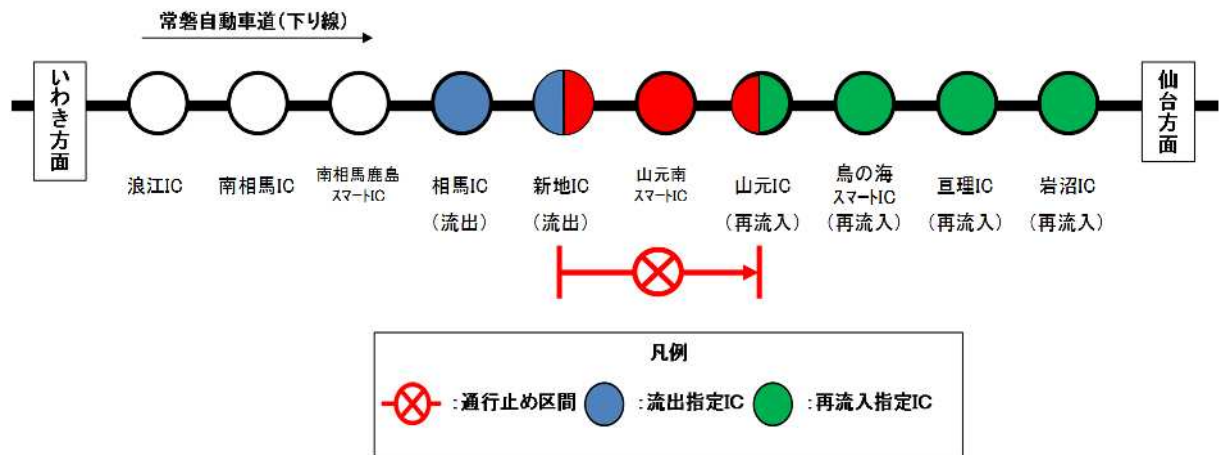 常磐自動車道(下り線)
いわき方面
仙台方面
浪江IC
南相馬IC
南相馬鹿島
スマートIC
相馬IC
(流出)
新地IC
(流出)
山元南
スマートIC
山元IC
(再流入)
鳥の海
スマートIC
(再流入)
亘理IC
(再流入)
岩沼IC
(再流入)
凡例
:通行止め区間
:流出指定IC
:再流入指定IC